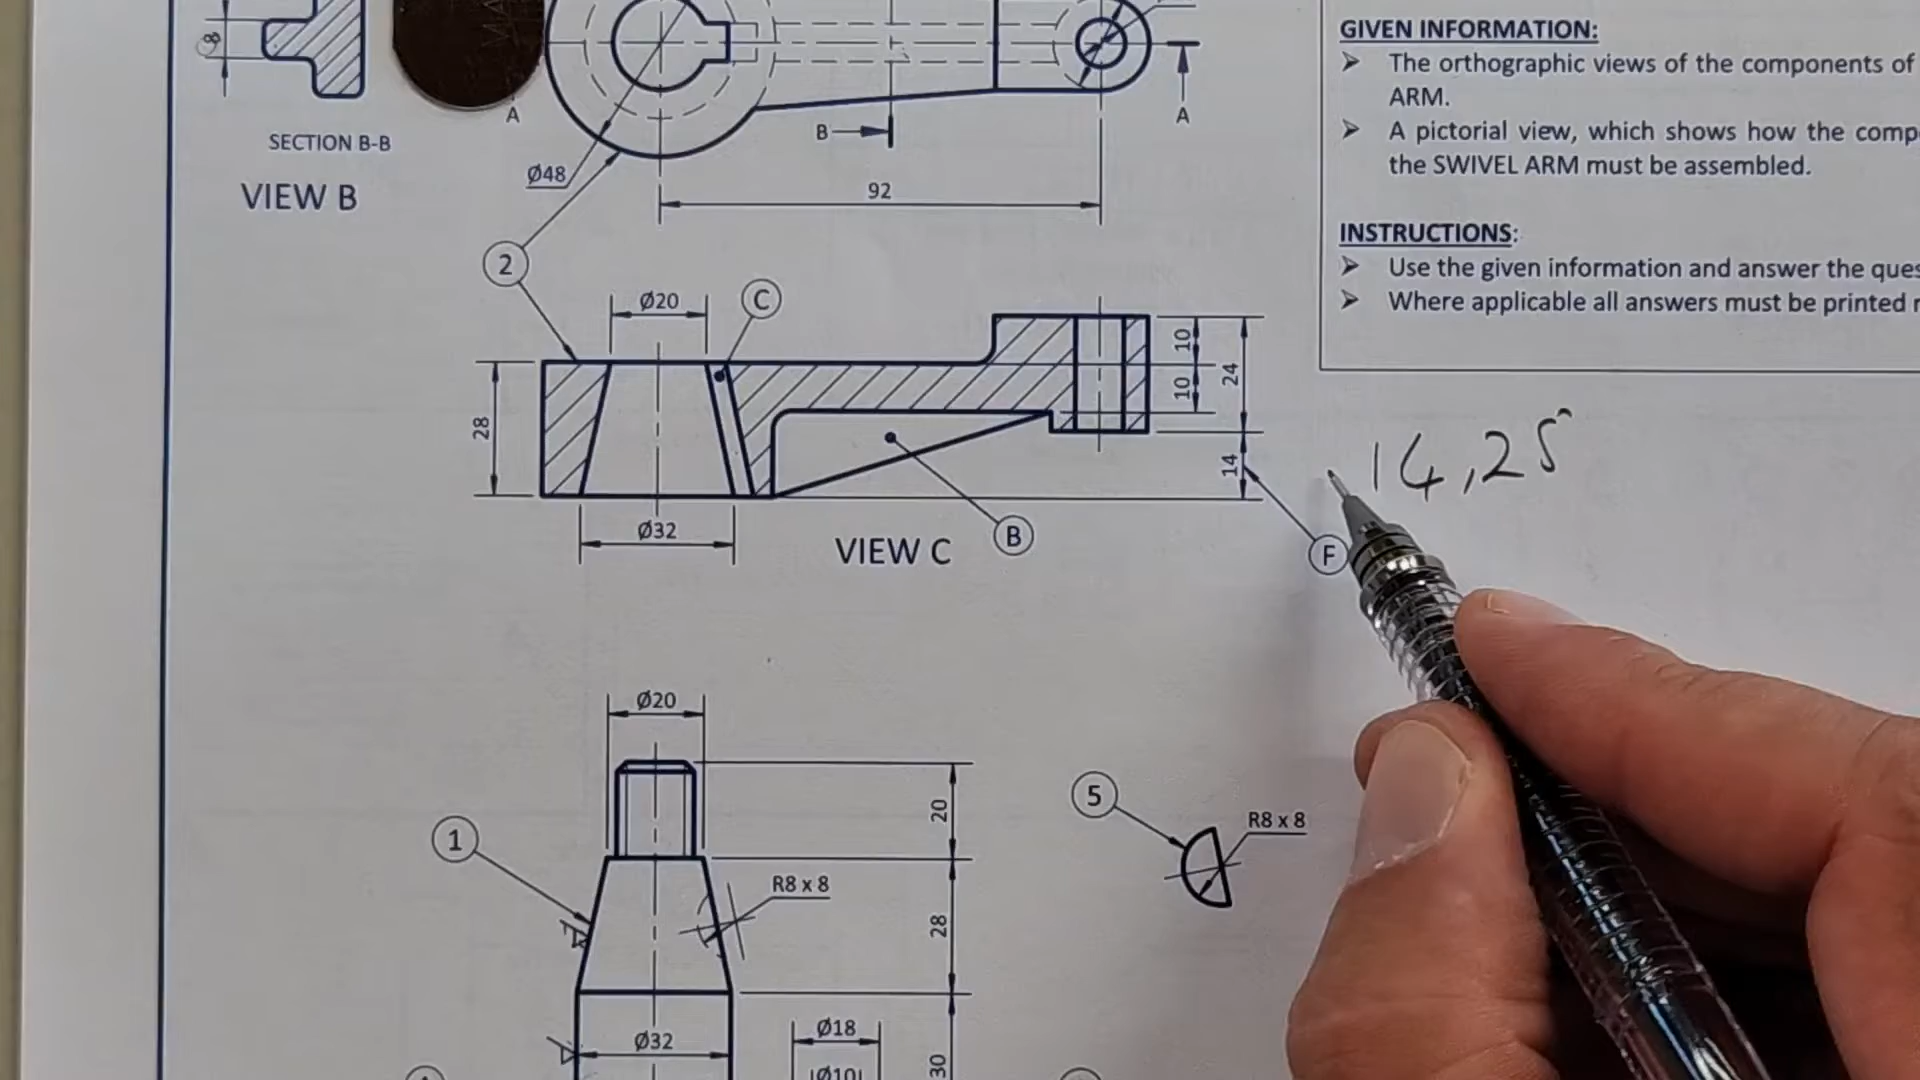 8
SECTION B-B
VIEW B
A
B
A
Ø48
92
2
GIVEN INFORMATION:
The orthographic views of the components of
ARM.
A pictorial view, which shows how the comp
the SWIVEL ARM must be assembled.
INSTRUCTIONS:
Use the given information and answer the ques
Where applicable all answers must be printed
Ø20
C
28
10
10
24
14
14,25
Ø32
VIEW C
B
F
Ø20
1
20
R8 x 8
28
5
R8 x 8
Ø32
Ø18
Ø10
30